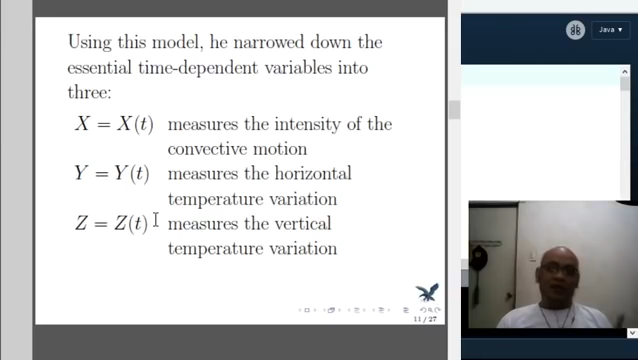 Using this model, he narrowed down the
essential time-dependent variables into
three:
X = X(t) measures the intensity of the
convective motion
Y = Y(t) measures the horizontal
temperature variation
Z = Z(t) measures the vertical
temperature variation
11 / 27
Java